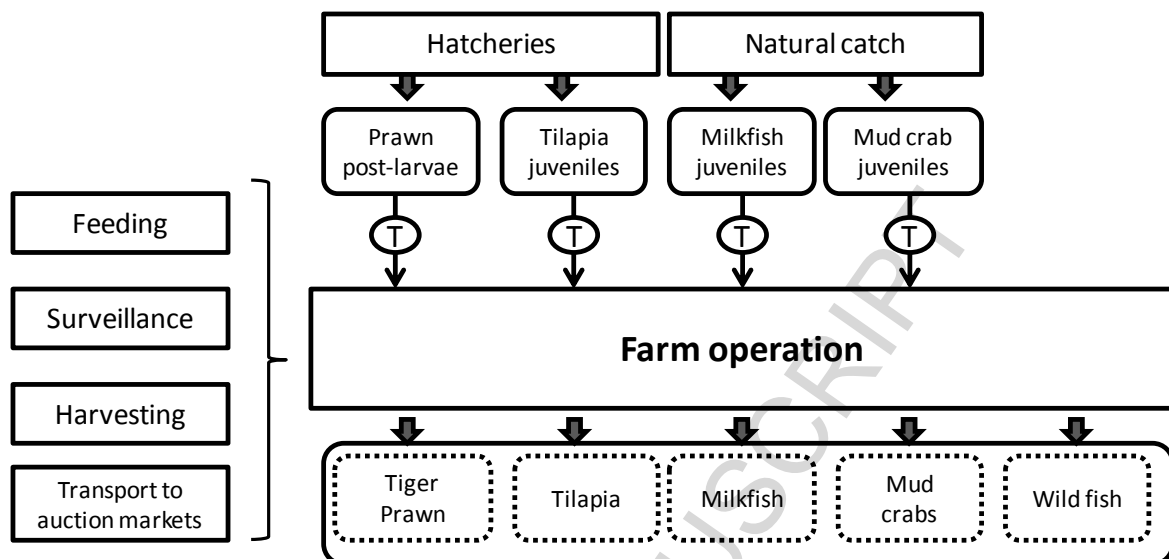 Hatcheries
Natural catch
Prawn
post-larvae
Tilapia
juveniles
Milkfish
juveniles
Mud crab
juveniles
T
T
T
T
Feeding
Surveillance
Harvesting
Transport to
auction markets
Farm operation
Tiger
Prawn
Tilapia
Milkfish
Mud
crabs
Wild fish
USCRIPT